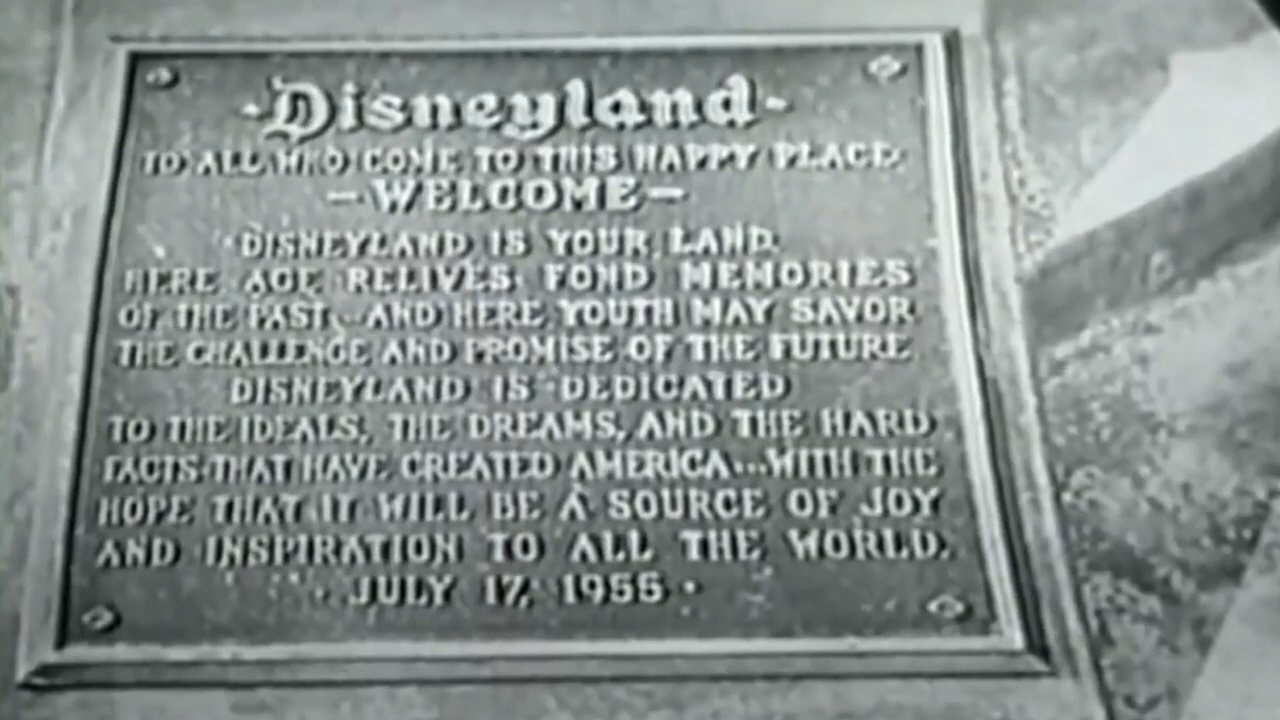 ·Disneyland·
TO ALL WHO COME TO THIS HAPPY PLACE:
—WELCOME—
DISNEYLAND IS YOUR LAND.
HERE AGE RELIVES FOND MEMORIES
OF THE PAST...AND HERE YOUTH MAY SAVOR
THE CHALLENGE AND PROMISE OF THE FUTURE
DISNEYLAND IS DEDICATED
TO THE IDEALS, THE DREAMS, AND THE HARD
FACTS THAT HAVE CREATED AMERICA...WITH THE
HOPE THAT IT WILL BE A SOURCE OF JOY
AND INSPIRATION TO ALL THE WORLD.
· JULY 17, 1955 ·